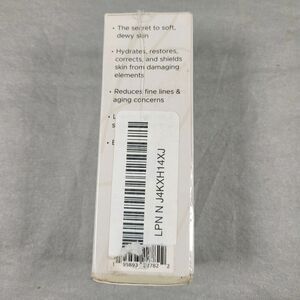 • The secret to soft,
dewy skin
• Hydrates, restores,
corrects, and shields
skin from damaging
elements
• Reduces fine lines &
aging concerns
LPN N J4KXH14XJ